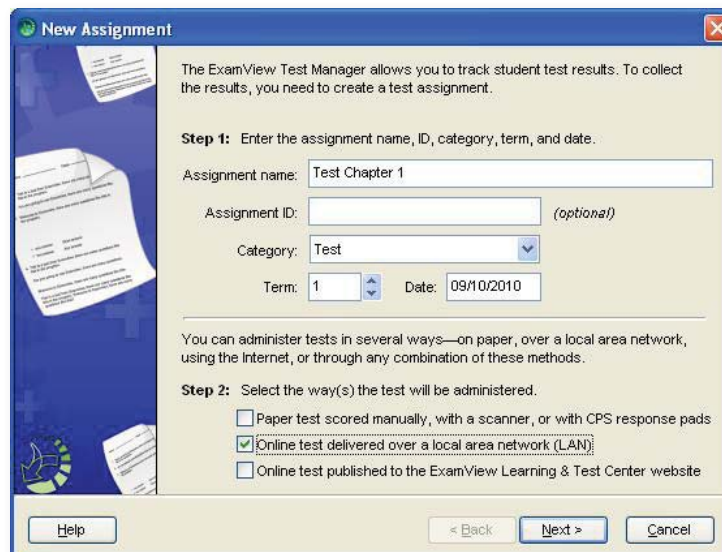 New Assignment
The ExamView Test Manager allows you to track student test results. To collect
the results, you need to create a test assignment.
Step 1: Enter the assignment name, ID, category, term, and date.
Assignment name: Test Chapter 1
Assignment ID: (optional)
Category: Test
Term: 1 Date: 09/10/2010
You can administer tests in several ways—on paper, over a local area network,
using the Internet, or through any combination of these methods.
Step 2: Select the way(s) the test will be administered.
Paper test scored manually, with a scanner, or with CPS response pads
Online test delivered over a local area network (LAN)
Online test published to the ExamView Learning & Test Center website
Help < Back Next > Cancel